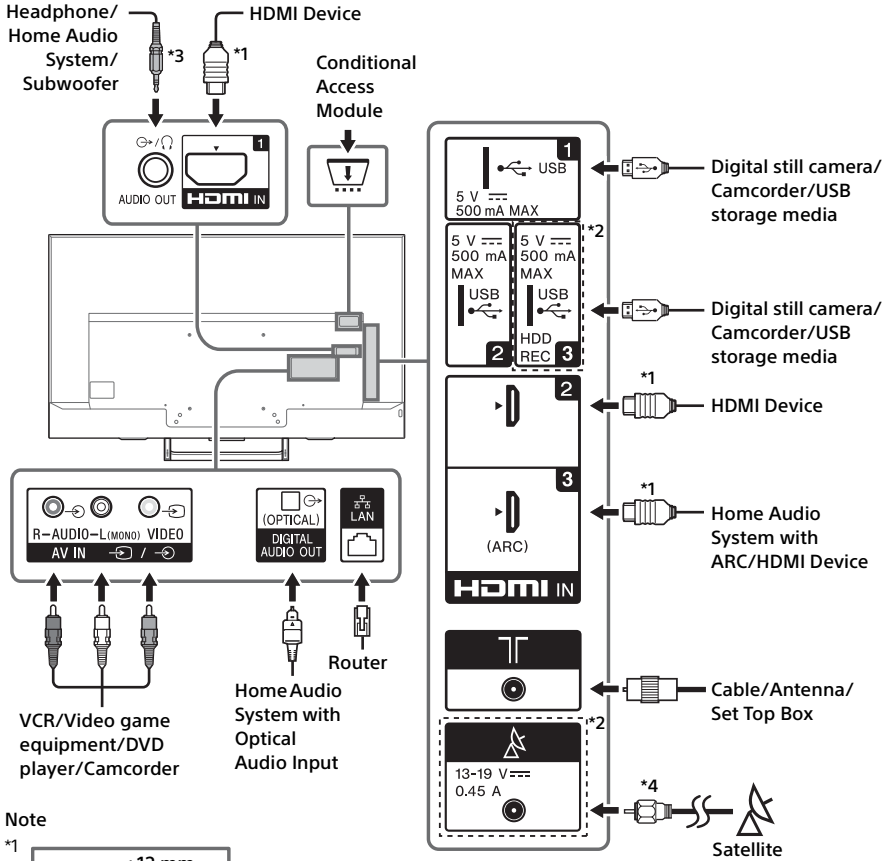 Headphone/
Home Audio
System/
Subwoofer
*3
HDMI Device
*1
Conditional
Access
Module
AUDIO OUT
1
HDMI IN
1
USB
5 V
500 mA MAX
Digital still camera/
Camcorder/USB
storage media
*2
5 V
500 mA
MAX
USB
2
5 V
500 mA
MAX
USB
HDD
REC 3
Digital still camera/
Camcorder/USB
storage media
2
*1
HDMI Device
3
(ARC)
HDMI IN
*1
Home Audio
System with
ARC/HDMI Device
R-AUDIO-L(MONO) VIDEO
AV IN /
(OPTICAL)
DIGITAL
AUDIO OUT
LAN
VCR/Video game
equipment/DVD
player/Camcorder
Home Audio
System with
Optical
Audio Input
Router
Cable/Antenna/
Set Top Box
*2
13-19 V
0.45 A
*4
Satellite
Note
*1